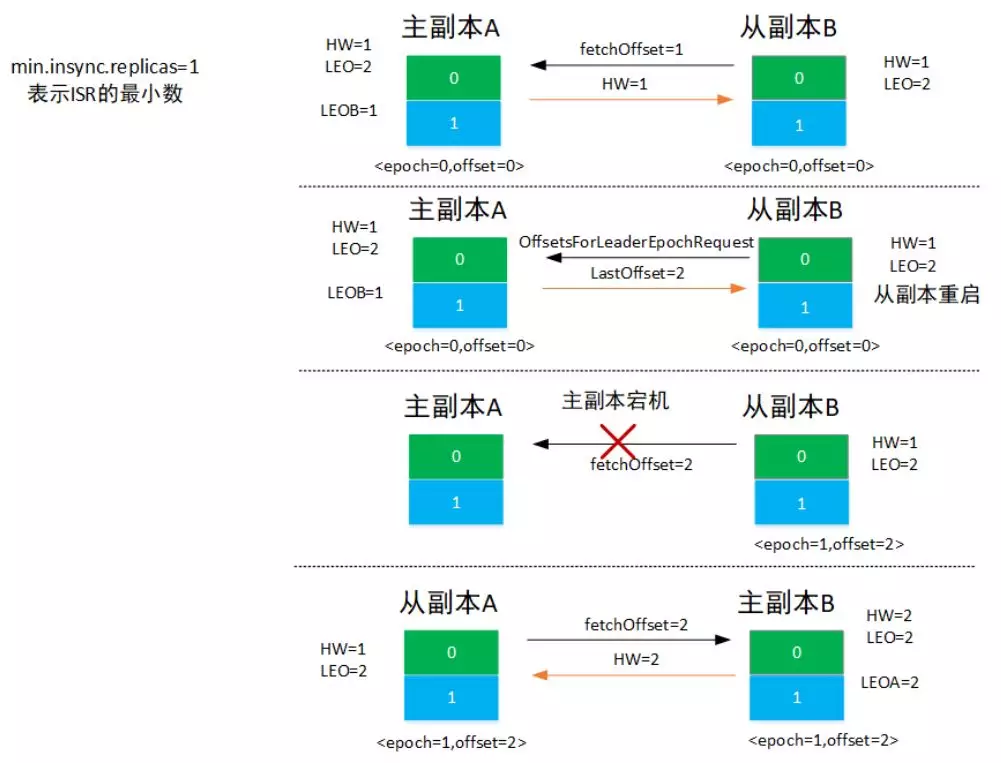 min.insync.replicas=1
表示ISR的最小数
主副本A
从副本B
HW=1
LEO=2
LEOB=1
0
1
fetchOffset=1
HW=1
0
1
HW=1
LEO=2
<epoch=0,offset=0>
<epoch=0,offset=0>
主副本A
从副本B
HW=1
LEO=2
LEOB=1
0
1
OffsetsForLeaderEpochRequest
LastOffset=2
0
1
HW=1
LEO=2
从副本重启
<epoch=0,offset=0>
<epoch=0,offset=0>
主副本A
主副本宕机
从副本B
0
1
fetchOffset=2
0
1
HW=1
LEO=2
<epoch=1,offset=2>
从副本A
主副本B
HW=1
LEO=2
0
1
fetchOffset=2
HW=2
0
1
HW=2
LEO=2
LEOA=2
<epoch=1,offset=2>
<epoch=1,offset=2>